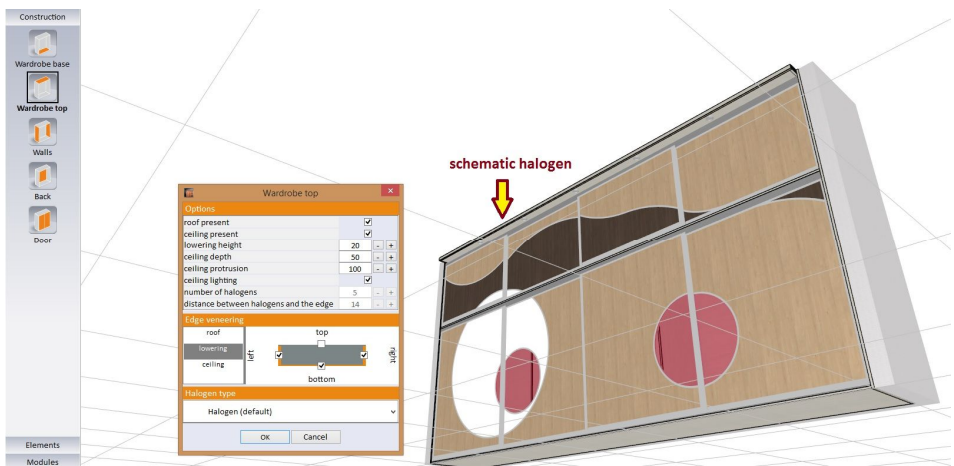 Construction
Wardrobe base
Wardrobe top
Walls
Back
Door
Elements
Modules
schematic halogen
Wardrobe top
Options
roof present
ceiling present
lowering height 20 - +
ceiling depth 50 - +
ceiling protrusion 100 - +
ceiling lighting
number of halogens 5 - +
distance between halogens and the edge 14 - +
Edge veneering
roof
lowering
ceiling
top
left
right
bottom
Halogen type
Halogen (default)
OK Cancel